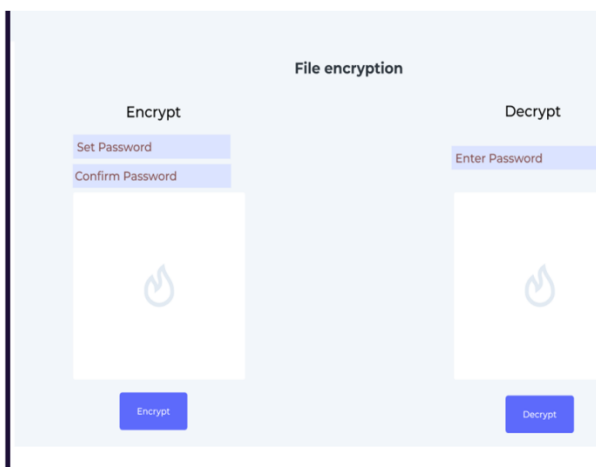 File encryption
Encrypt
Set Password
Confirm Password
Encrypt
Decrypt
Enter Password
Decrypt